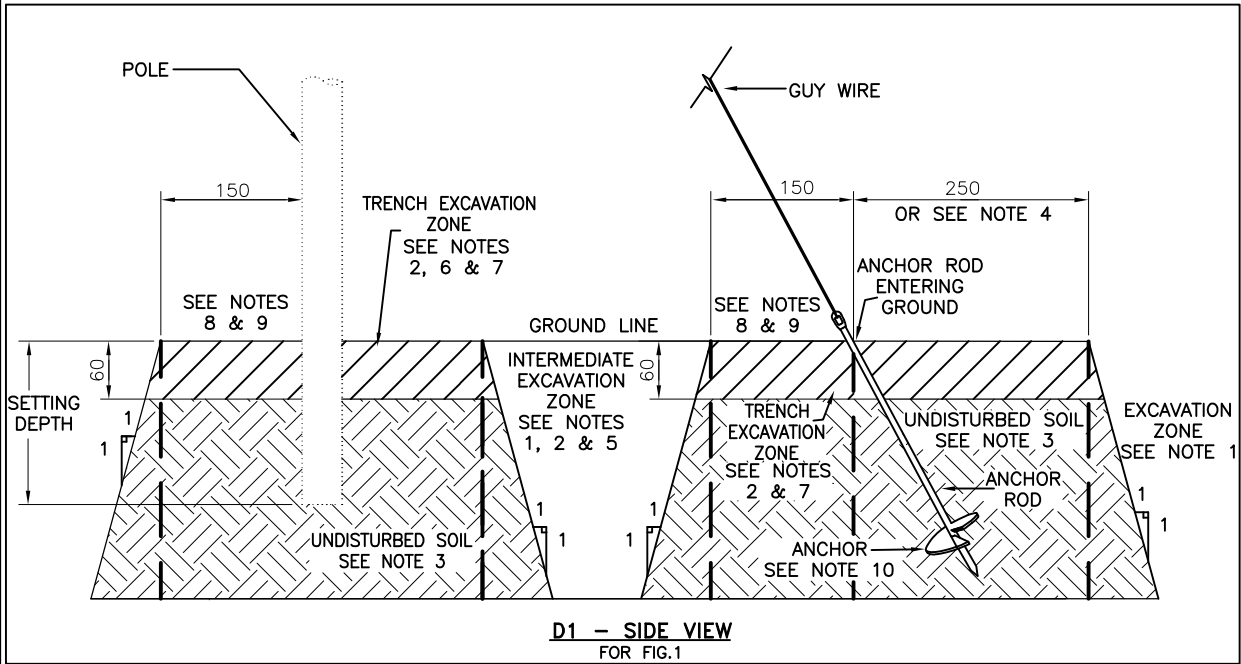 POLE
GUY WIRE
150
TRENCH EXCAVATION
ZONE
SEE NOTES
2, 6 & 7
150
250
OR SEE NOTE 4
SEE NOTES
8 & 9
GROUND LINE
SEE NOTES
8 & 9
ANCHOR ROD
ENTERING
GROUND
SETTING
DEPTH
60
INTERMEDIATE
EXCAVATION
ZONE
SEE NOTES
1, 2 & 5
60
TRENCH
EXCAVATION
ZONE
SEE NOTES
2 & 7
UNDISTURBED SOIL
SEE NOTE 3
EXCAVATION
ZONE
SEE NOTE 1
1
1
ANCHOR
ROD
1
1
1
1
1
1
UNDISTURBED SOIL
SEE NOTE 3
ANCHOR
SEE NOTE 10
D1 – SIDE VIEW
FOR FIG.1